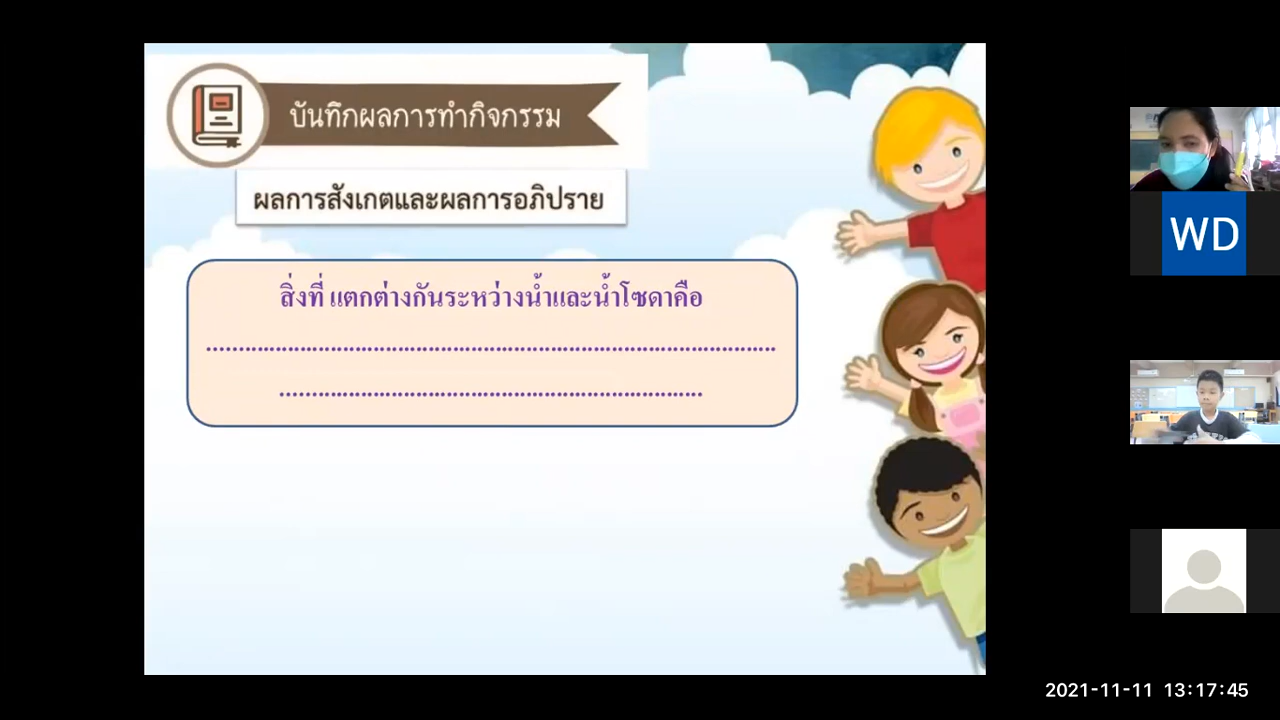 บันทึกผลการทำกิจกรรม
ผลการสังเกตและผลการอภิปราย
สิ่งที่ แตกต่างกันระหว่างน้ำและน้ำโซดาคือ
..........................................................................................
...................................................................
WD
2021-11-11 13:17:45